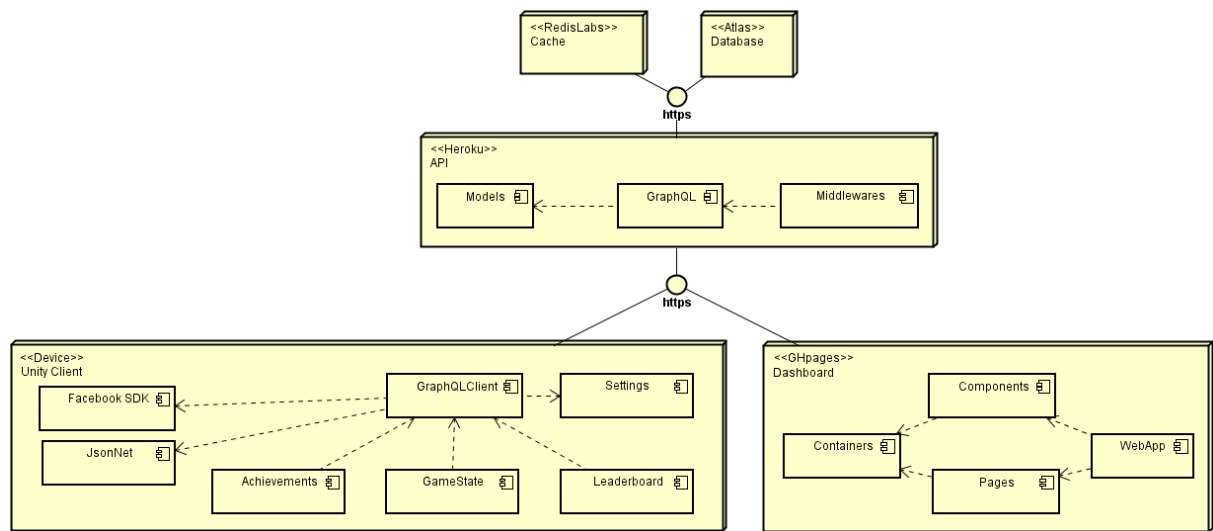 <<RedisLabs>>
Cache
<<Atlas>>
Database
https
<<Heroku>>
API
Models
GraphQL
Middlewares
https
<<Device>>
Unity Client
Facebook SDK
GraphQLClient
Settings
JsonNet
Achievements
GameState
Leaderboard
<<GHpages>>
Dashboard
Components
Containers
WebApp
Pages